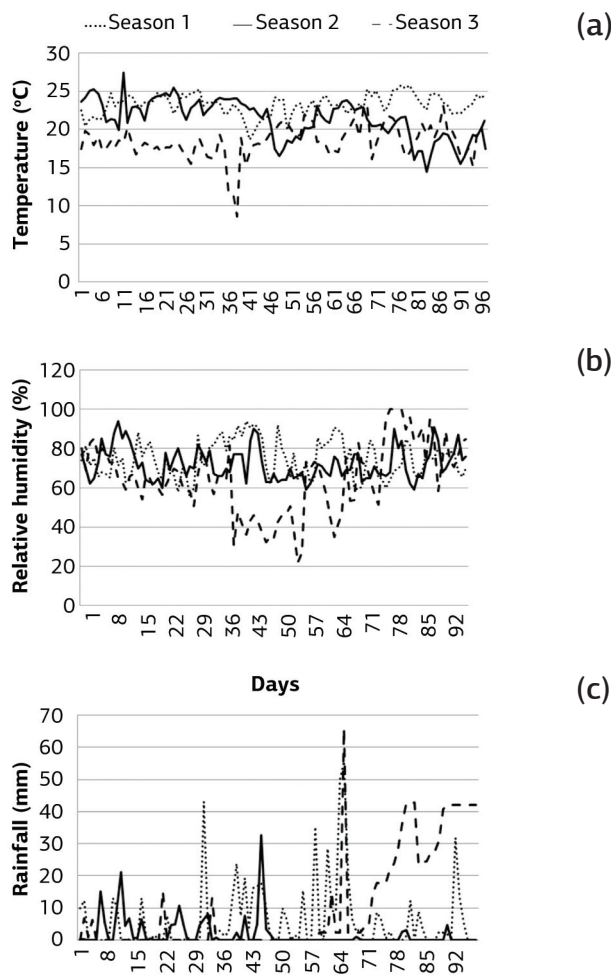 Season 1 Season 2 Season 3
(a)
Temperature (°C)
30
25
20
15
10
5
0
1 6 11 16 21 26 31 36 41 46 51 56 61 66 71 76 81 86 91 96
(b)
Relative humidity (%)
120
100
80
60
40
20
0
1 8 15 22 29 36 43 50 57 64 71 78 85 92
Days
(c)
Rainfall (mm)
70
60
50
40
30
20
10
0
1 8 15 22 29 36 43 50 57 64 71 78 85 92